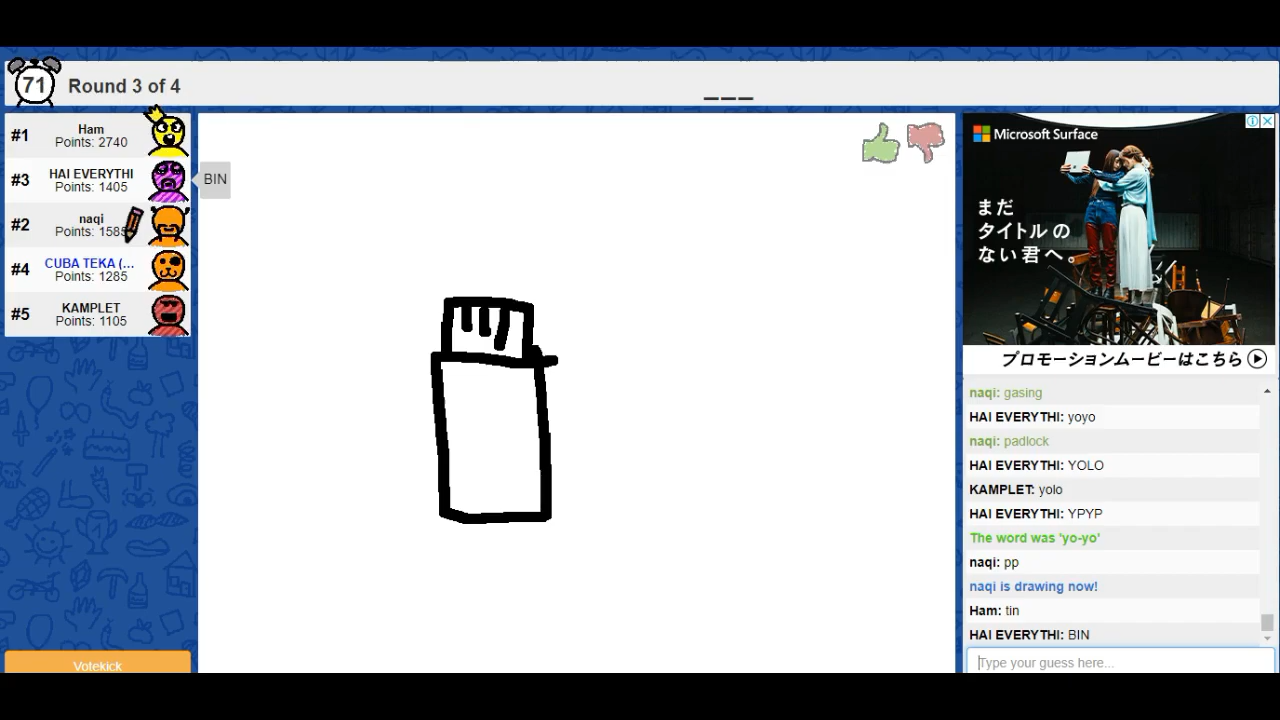 71
Round 3 of 4
_ _ _
#1
Ham
Points: 2740
#3
HAI EVERYTHI
Points: 1405
BIN
#2
naqi
Points: 1585
#4
CUBA TEKA (...
Points: 1285
#5
KAMPLET
Points: 1105
Votekick
Microsoft Surface
まだ
タイトルの
ない君へ。
プロモーションムービーはこちら
naqi: gasing
HAI EVERYTHI: yoyo
naqi: padlock
HAI EVERYTHI: YOLO
KAMPLET: yolo
HAI EVERYTHI: YPYP
The word was 'yo-yo'
naqi: pp
naqi is drawing now!
Ham: tin
HAI EVERYTHI: BIN
Type your guess here...